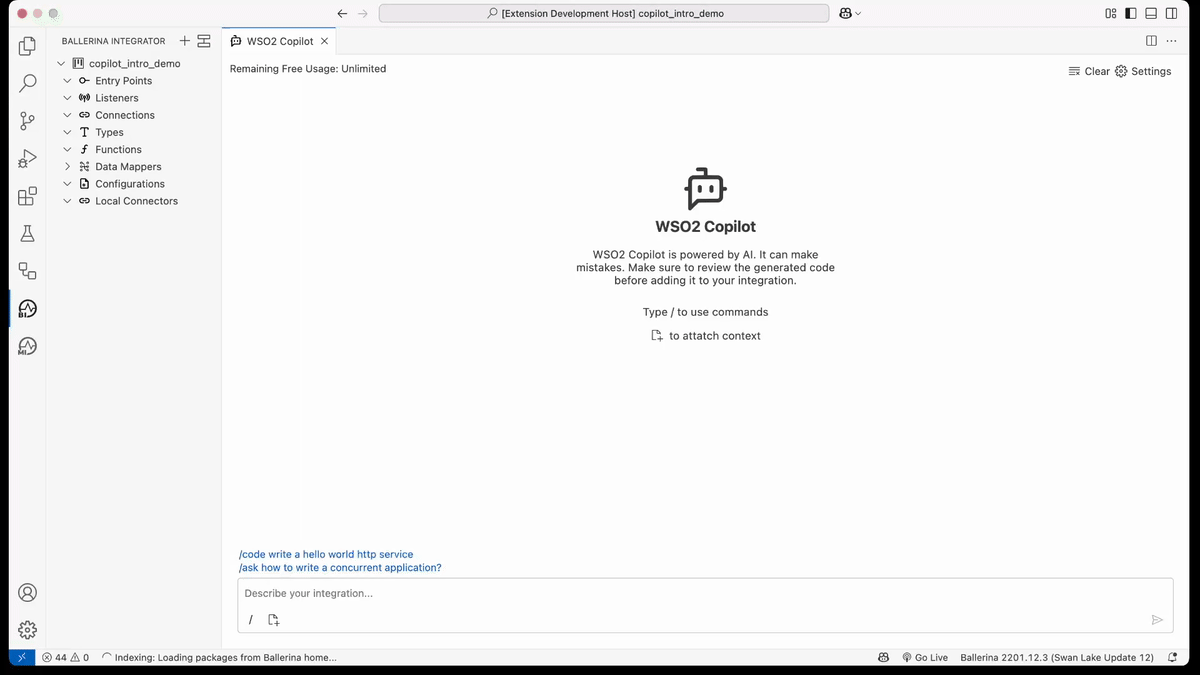 [Extension Development Host] copilot_intro_demo
BALLERINA INTEGRATOR
copilot_intro_demo
Entry Points
Listeners
Connections
Types
Functions
Data Mappers
Configurations
Local Connectors
WSO2 Copilot
Remaining Free Usage: Unlimited
Clear
Settings
WSO2 Copilot
WSO2 Copilot is powered by AI. It can make
mistakes. Make sure to review the generated code
before adding it to your integration.
Type / to use commands
to attatch context
/code write a hello world http service
/ask how to write a concurrent application?
Describe your integration...
/
BI
MI
44 0 Indexing: Loading packages from Ballerina home...
Go Live Ballerina 2201.12.3 (Swan Lake Update 12)